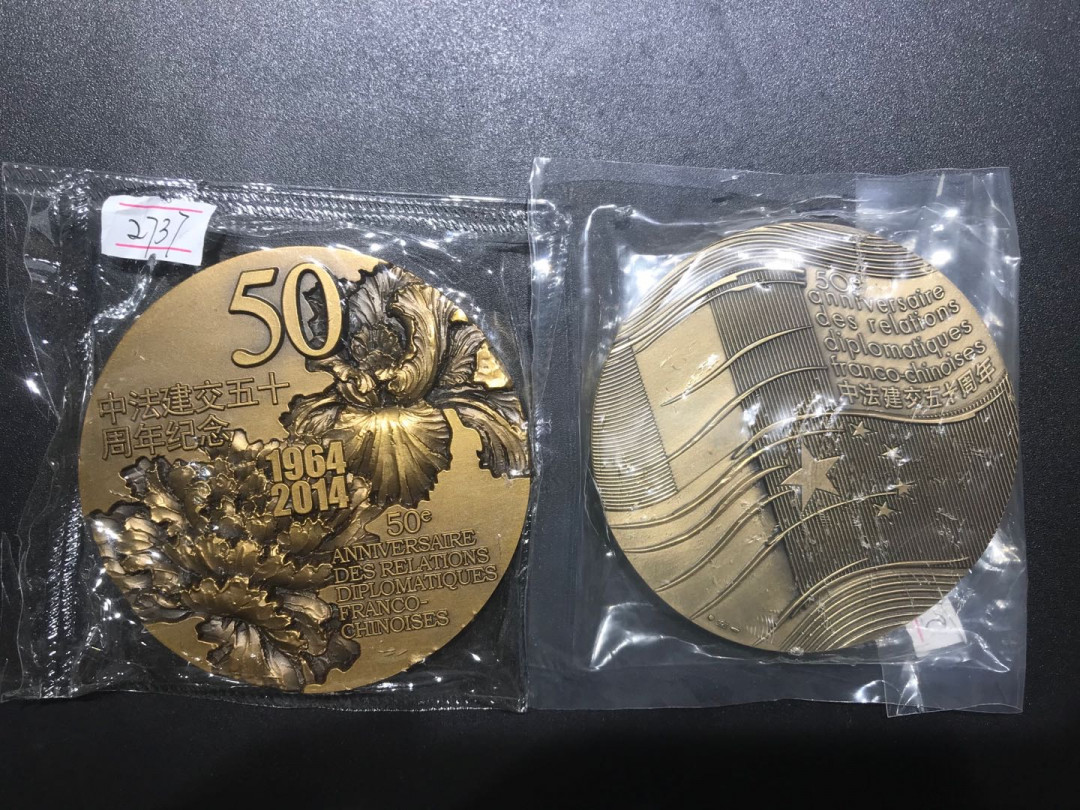 2737
50
中法建交五十
周年纪念
1964
2014
50e
ANNIVERSAIRE
DES RELATIONS
DIPLOMATIQUES
FRANCO-
CHINOISES
50e
anniversaire
des relations
diplomatiques
franco-chinoises
中法建交五十周年